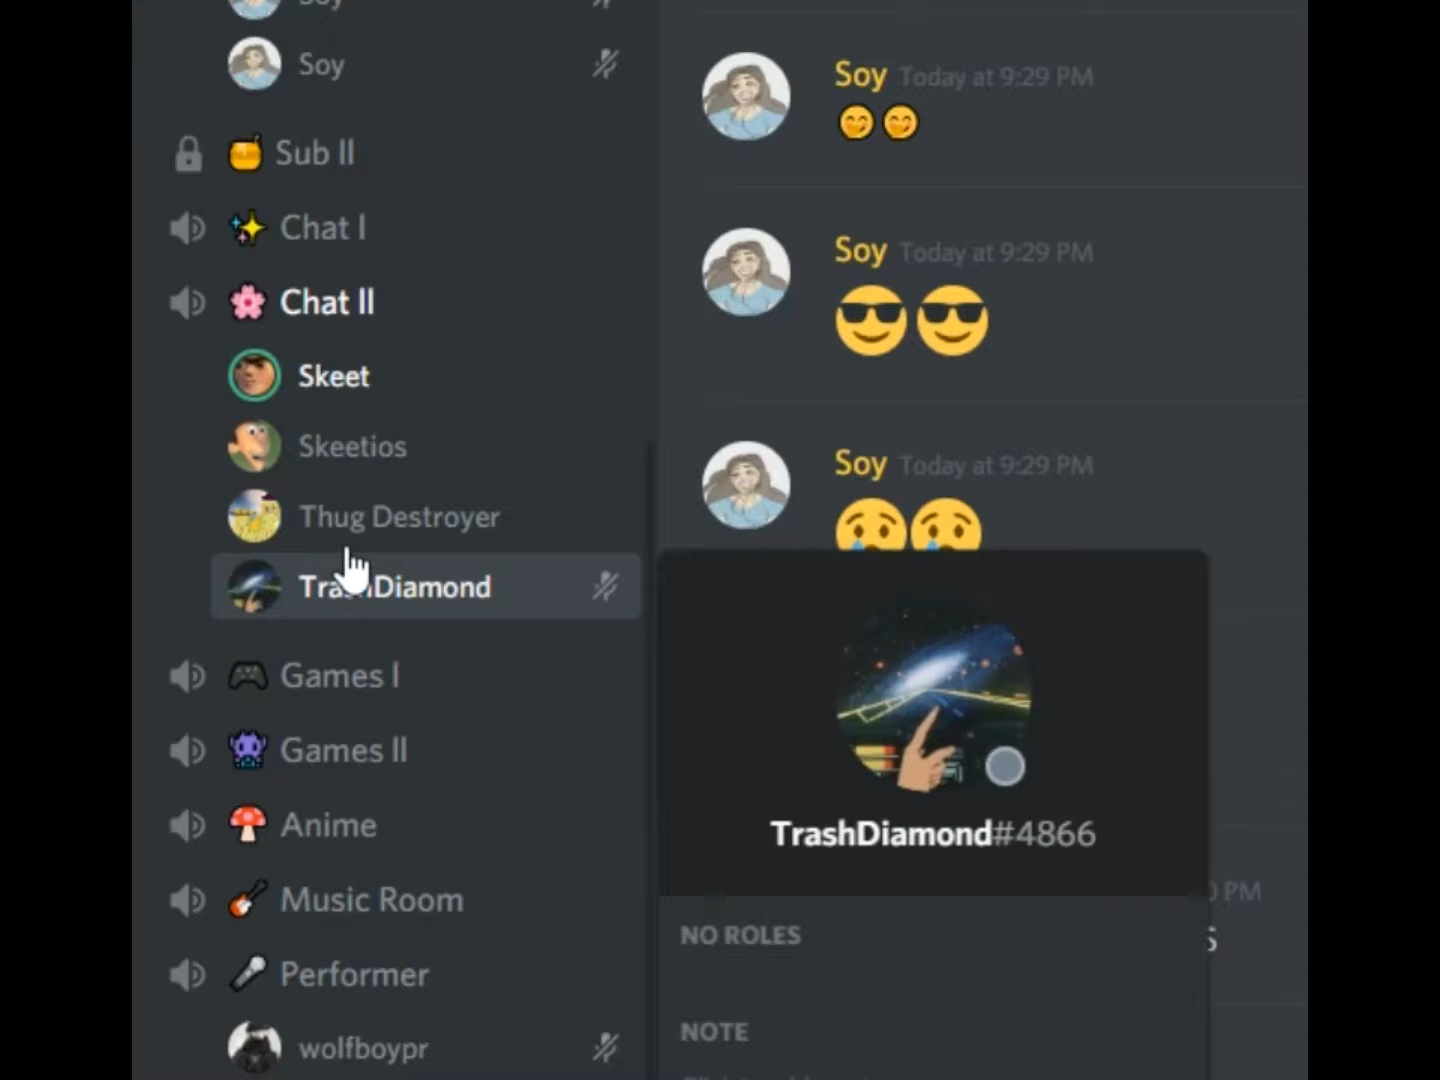 Soy
Soy
Sub II
Chat I
Chat II
Skeet
Skeetios
Thug Destroyer
TrashDiamond
Games I
Games II
Anime
Music Room
Performer
wolfboypr
Soy Today at 9:29 PM
Soy Today at 9:29 PM
Soy Today at 9:29 PM
TrashDiamond#4866
PM
NO ROLES
NOTE